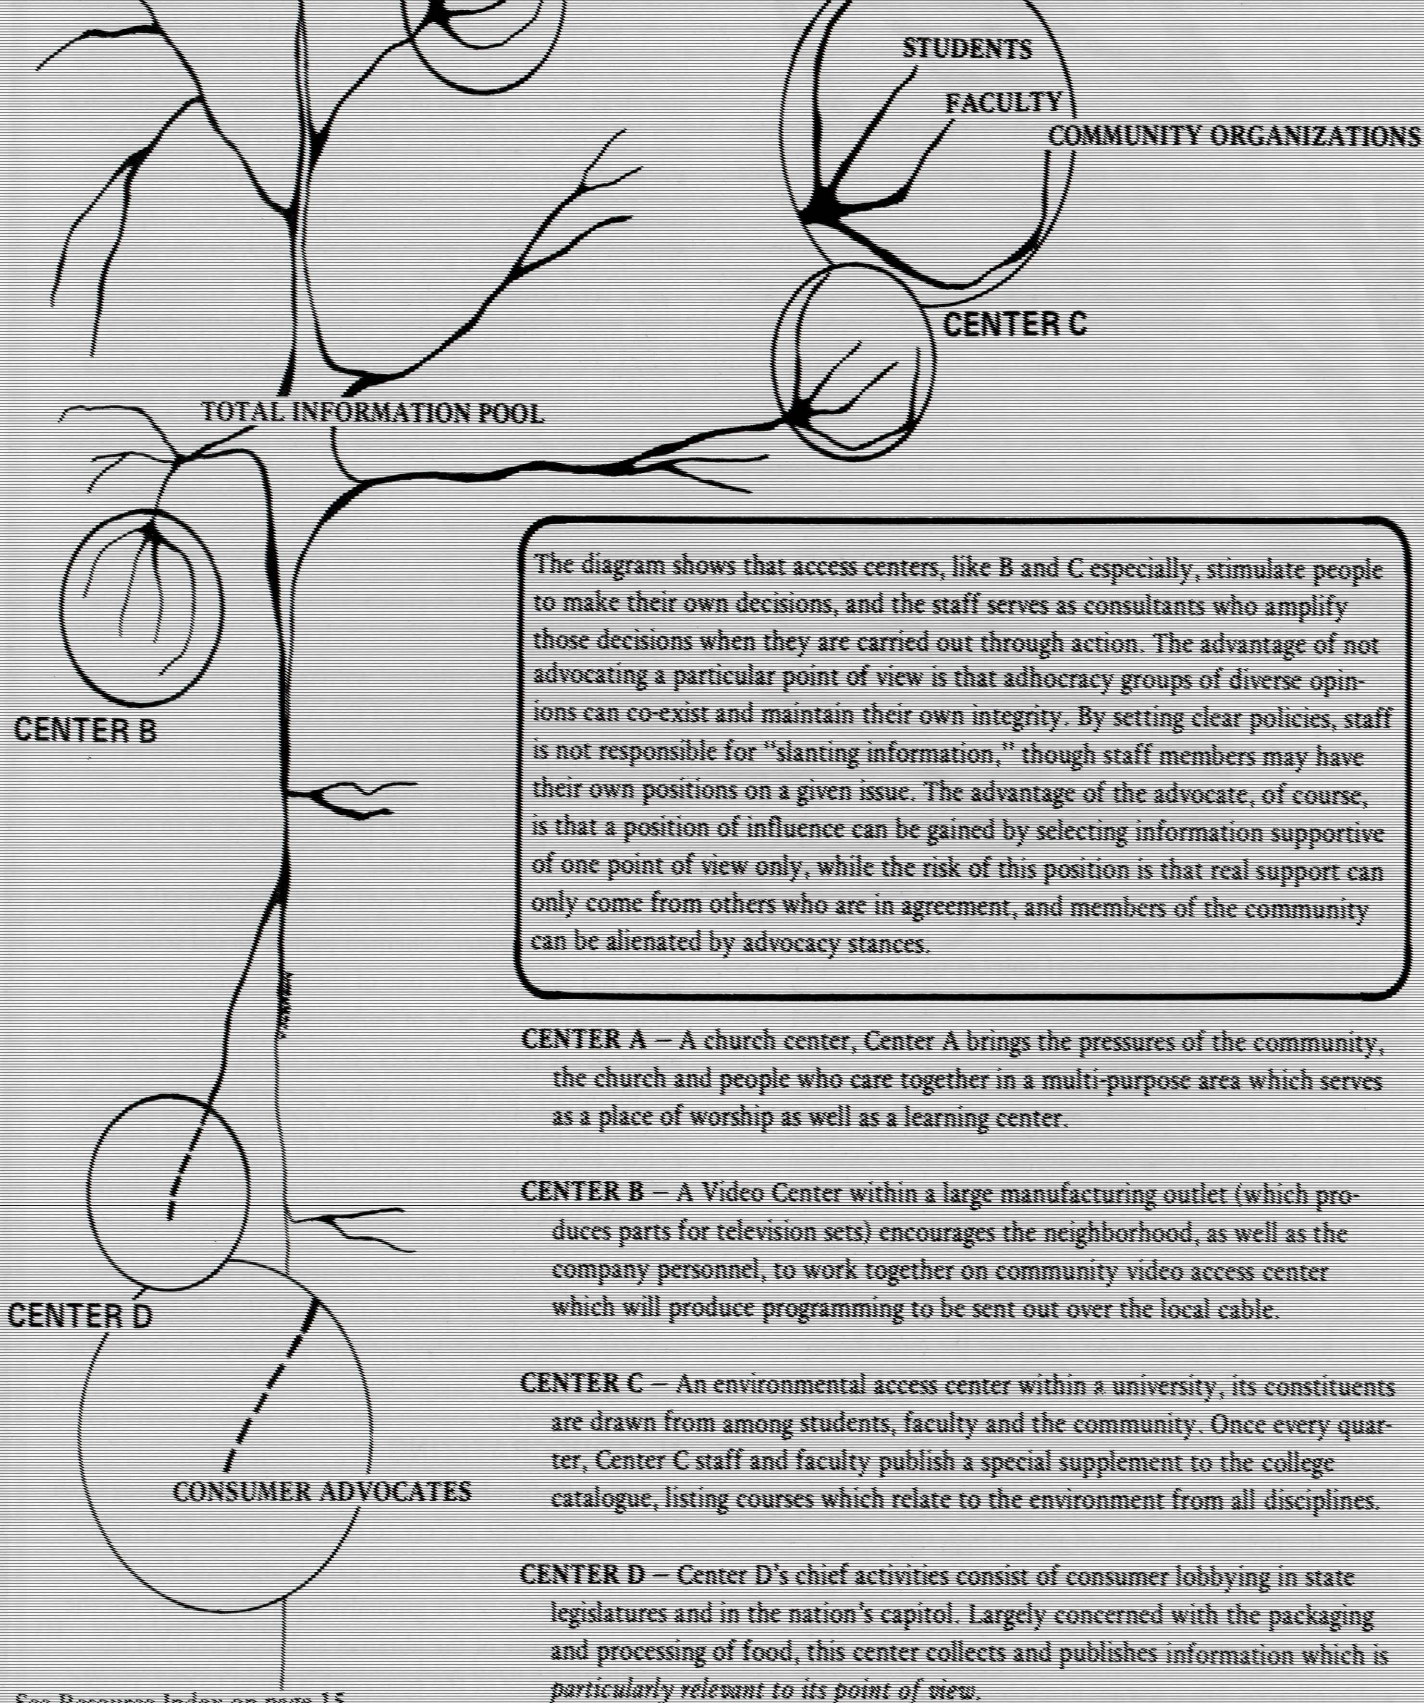 STUDENTS
FACULTY
COMMUNITY ORGANIZATIONS
CENTER C
TOTAL INFORMATION POOL
CENTER B
The diagram shows that access centers, like B and C especially, stimulate people
to make their own decisions, and the staff serves as consultants who amplify
those decisions when they are carried out through action. The advantage of not
advocating a particular point of view is that adhocracy groups of diverse opin-
ions can co-exist and maintain their own integrity. By setting clear policies, staff
is not responsible for "slanting information," though staff members may have
their own positions on a given issue. The advantage of the advocate, of course,
is that a position of influence can be gained by selecting information supportive
of one point of view only, while the risk of this position is that real support can
only come from others who are in agreement, and members of the community
can be alienated by advocacy stances.
CENTER A – A church center, Center A brings the pressures of the community,
the church and people who care together in a multi-purpose area which serves
as a place of worship as well as a learning center.
CENTER B – A Video Center within a large manufacturing outlet (which pro-
duces parts for television sets) encourages the neighborhood, as well as the
company personnel, to work together on community video access center
which will produce programming to be sent out over the local cable.
CENTER D
CENTER C – An environmental access center within a university, its constituents
are drawn from among students, faculty and the community. Once every quar-
ter, Center C staff and faculty publish a special supplement to the college
catalogue, listing courses which relate to the environment from all disciplines.
CONSUMER ADVOCATES
CENTER D – Center D's chief activities consist of consumer lobbying in state
legislatures and in the nation's capitol. Largely concerned with the packaging
and processing of food, this center collects and publishes information which is
particularly relevant to its point of view.
See Resource Index on page 15